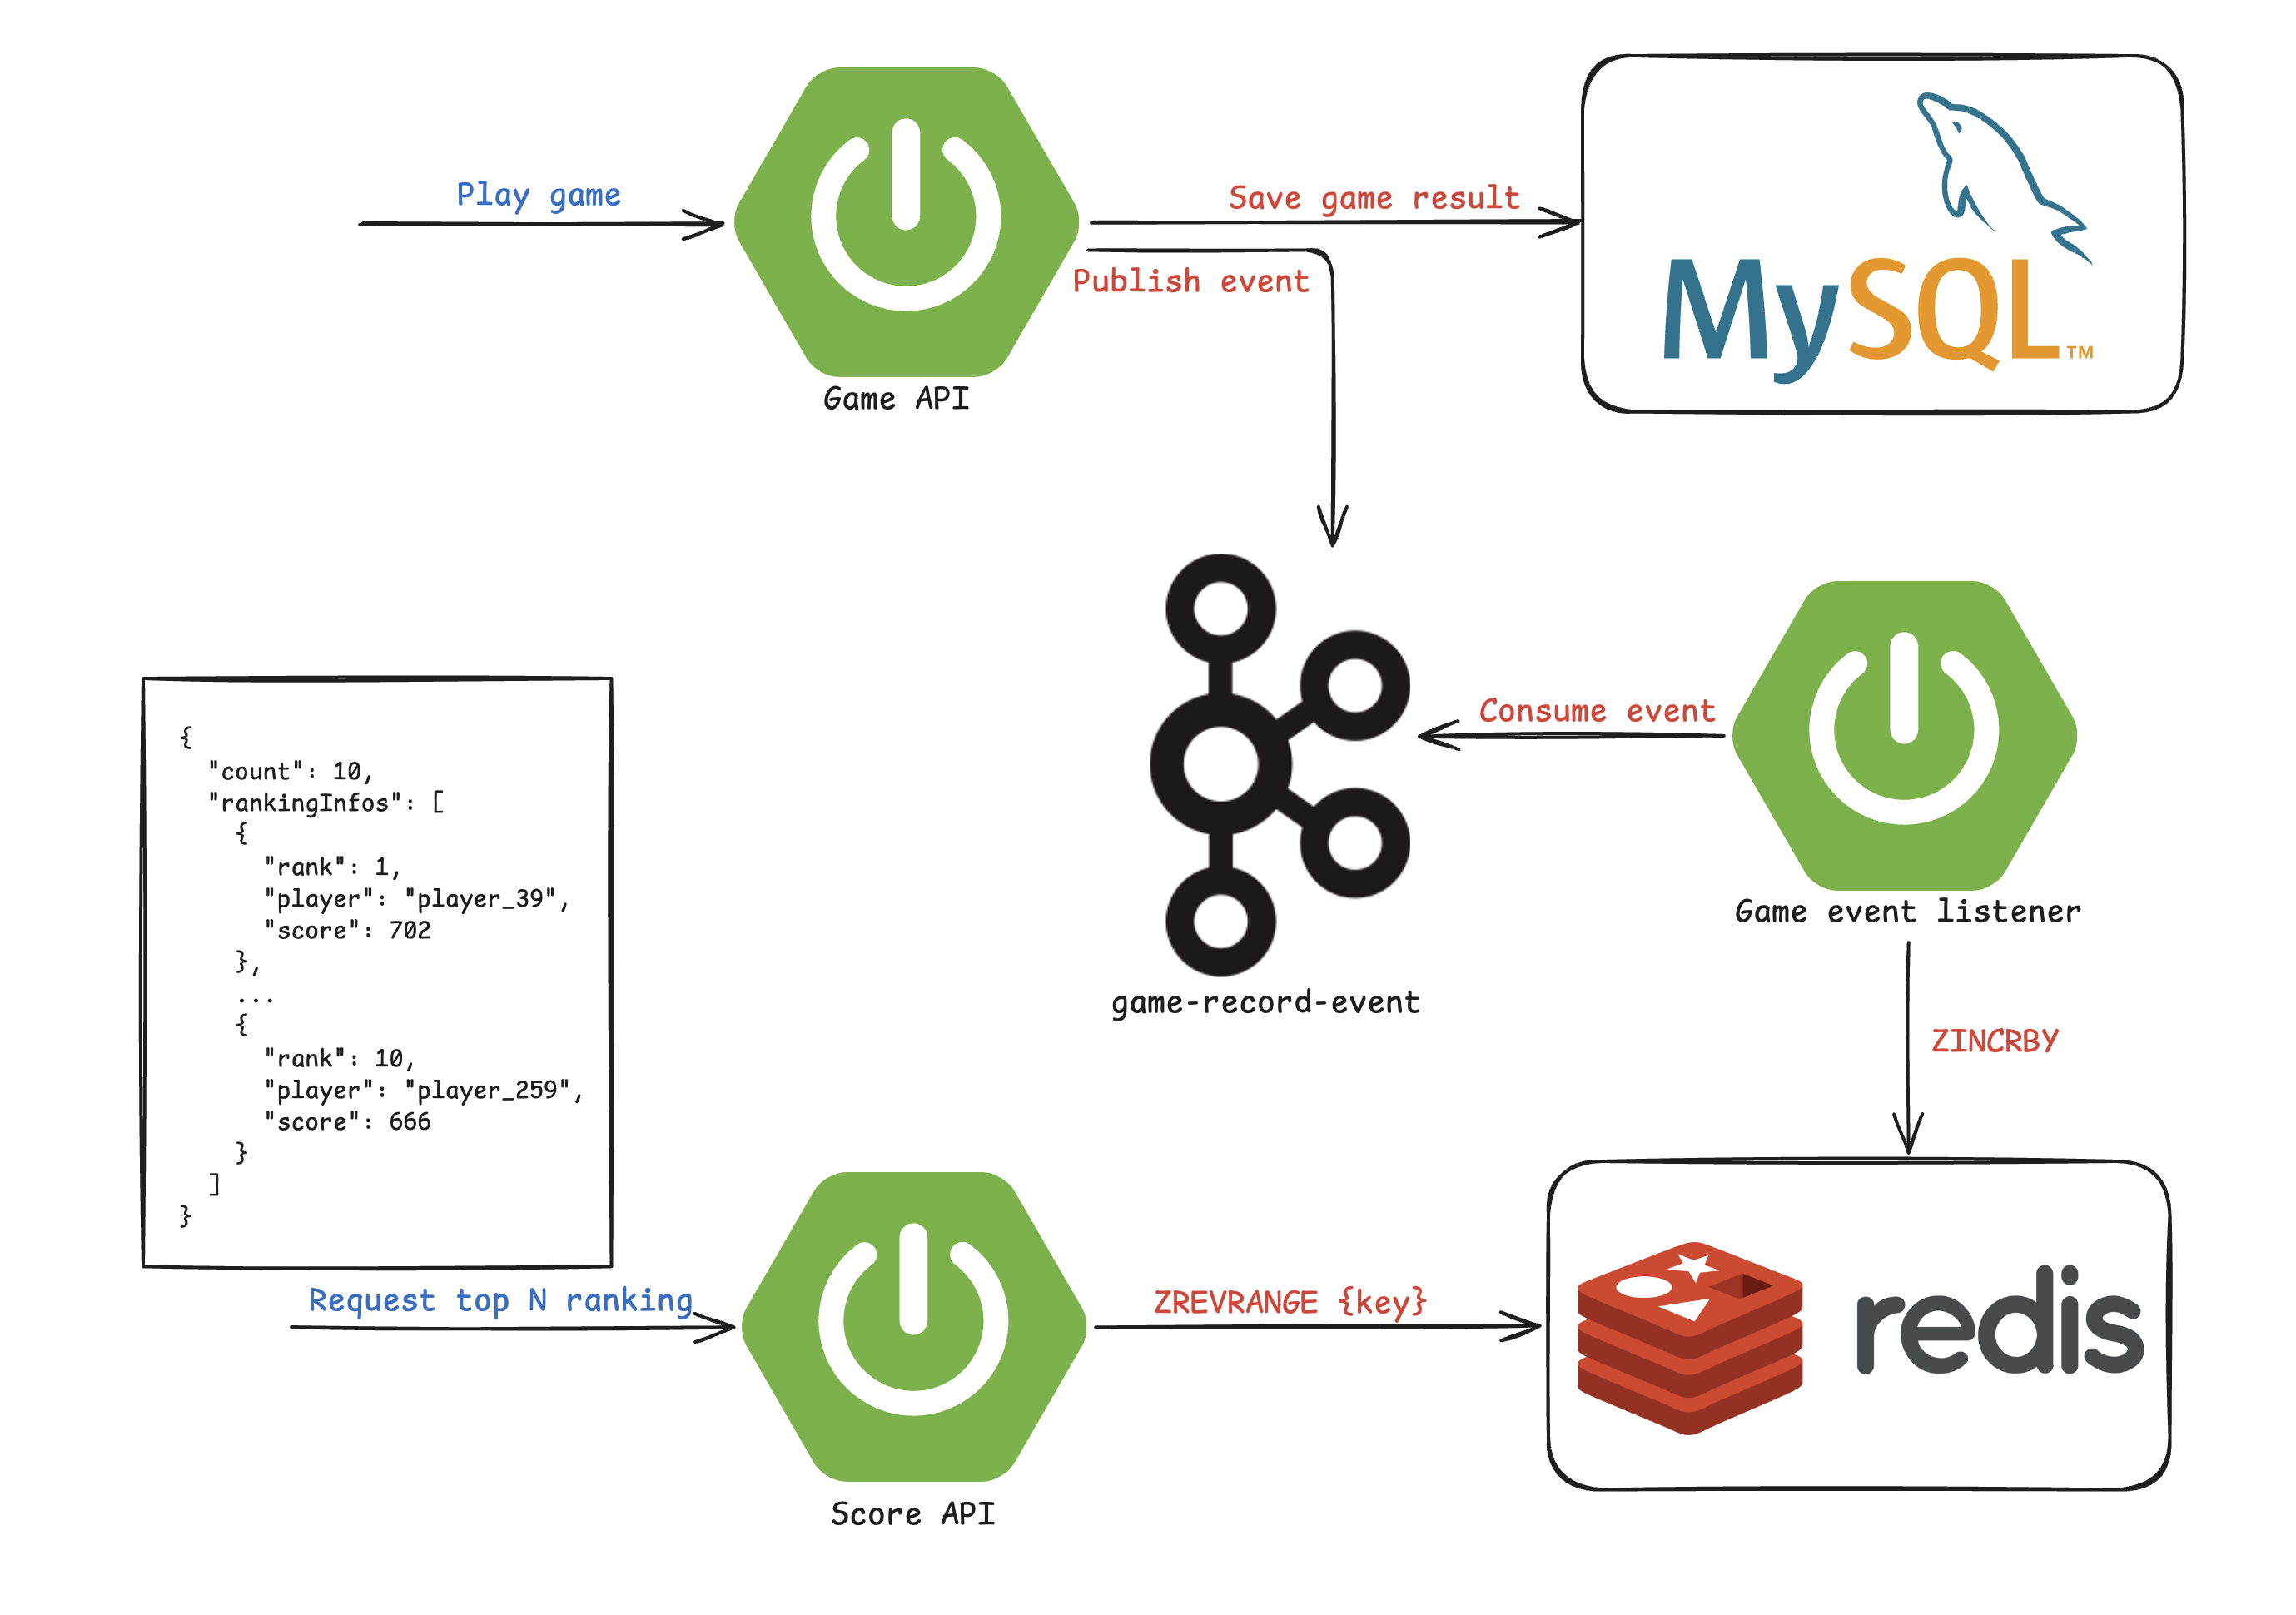 Play game
Save game result
Publish event
MySQL™
Game API
Consume event
Game event listener
game-record-event
ZINCRBY
{
  "count": 10,
  "rankingInfos": [
    {
      "rank": 1,
      "player": "player_39",
      "score": 702
    },
    ...
    {
      "rank": 10,
      "player": "player_259",
      "score": 666
    }
  ]
}
Request top N ranking
ZREVRANGE {key}
redis
Score API